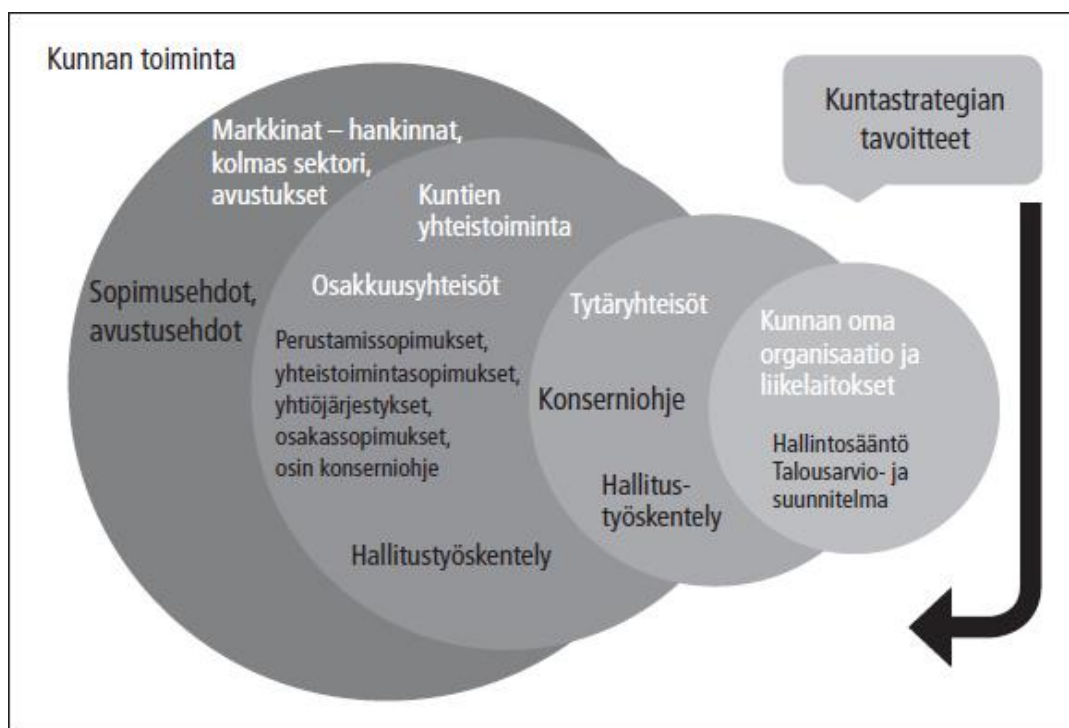 Kunnan toiminta
Markkinat – hankinnat,
kolmas sektori,
avustukset
Sopimusehdot,
avustusehdot
Kuntien
yhteistoiminta
Osakkuusyhteisöt
Perustamissopimukset,
yhteistoimintasopimukset,
yhtiöjärjestykset,
osakassopimukset,
osin konserniohje
Hallitustyöskentely
Tytäryhteisöt
Konserniohje
Hallitus-
työskentely
Kunnan oma
organisaatio ja
liikelaitokset
Hallintosääntö
Talousarvio- ja
suunnitelma
Kuntastrategian
tavoitteet